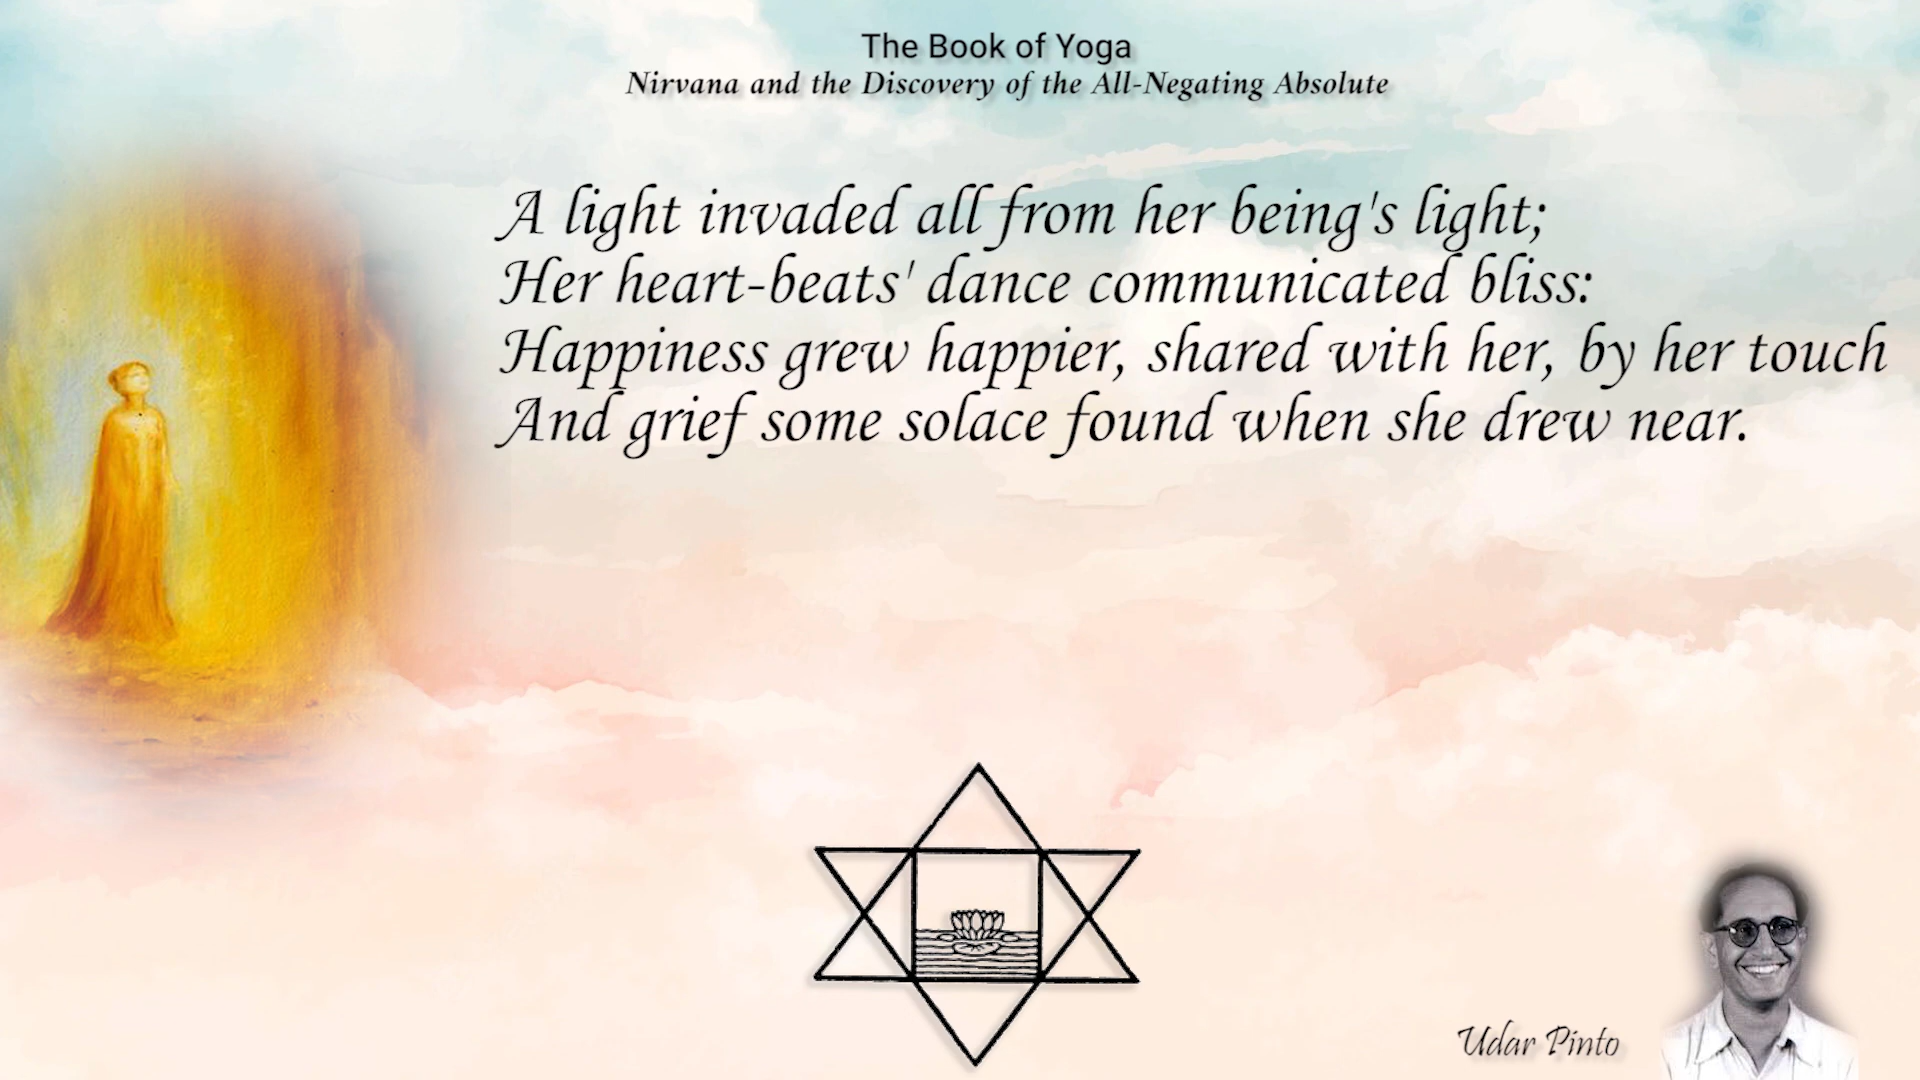 The Book of Yoga
Nirvana and the Discovery of the All-Negating Absolute
A light invaded all from her being's light;
Her heart-beats' dance communicated bliss:
Happiness grew happier, shared with her, by her touch
And grief some solace found when she drew near.
Udar Pinto